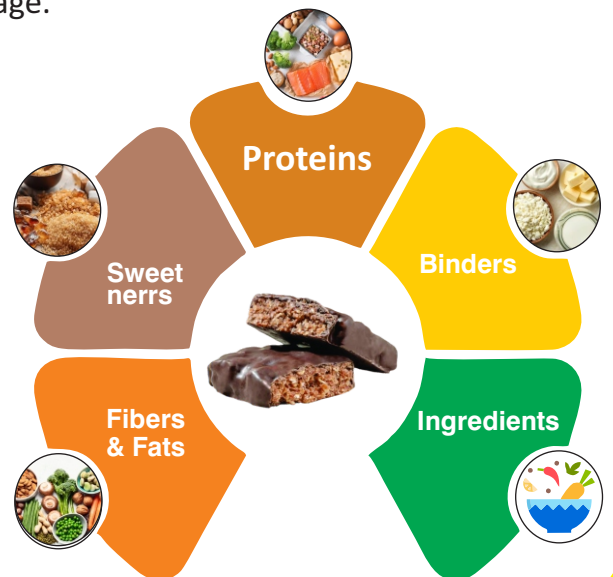 age.
Proteins
Sweet
nerrs
Binders
Fibers
& Fats
Ingredients